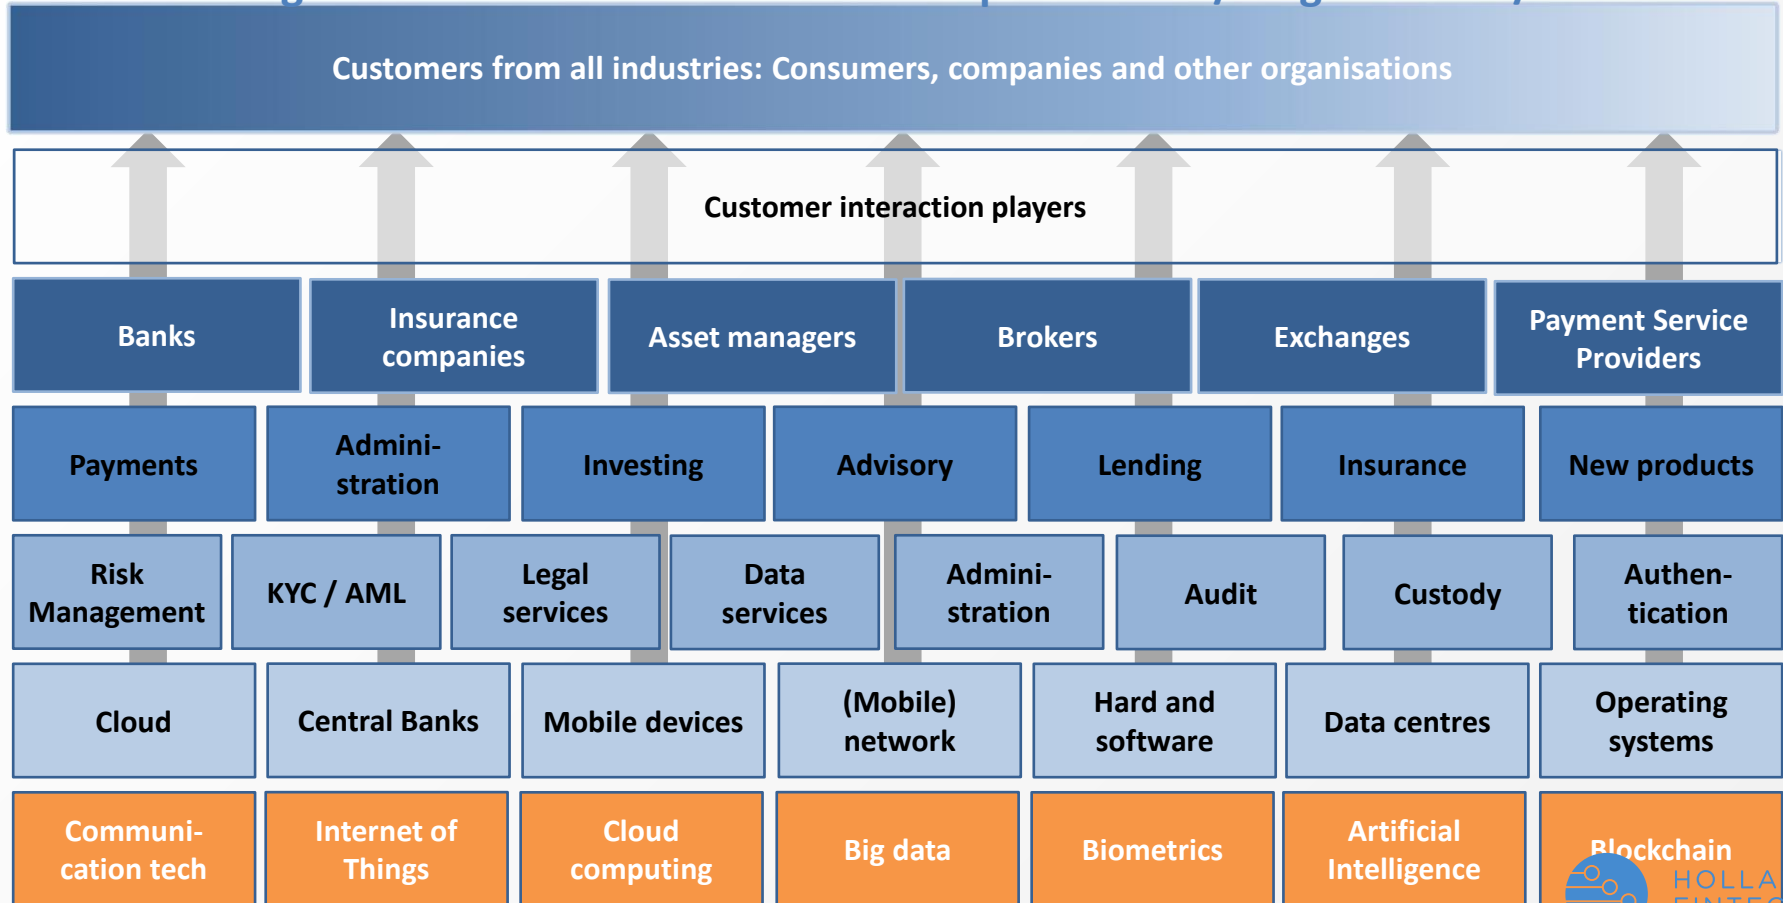 Customers from all industries: Consumers, companies and other organisations
Customer interaction players
Banks
Insurance
companies
Asset managers
Brokers
Exchanges
Payment Service
Providers
Payments
Admini-
stration
Investing
Advisory
Lending
Insurance
New products
Risk
Management
KYC / AML
Legal
services
Data
services
Admini-
stration
Audit
Custody
Authen-
tication
Cloud
Central Banks
Mobile devices
(Mobile)
network
Hard and
software
Data centres
Operating
systems
Communi-
cation tech
Internet of
Things
Cloud
computing
Big data
Biometrics
Artificial
Intelligence
Blockchain
HOLLA